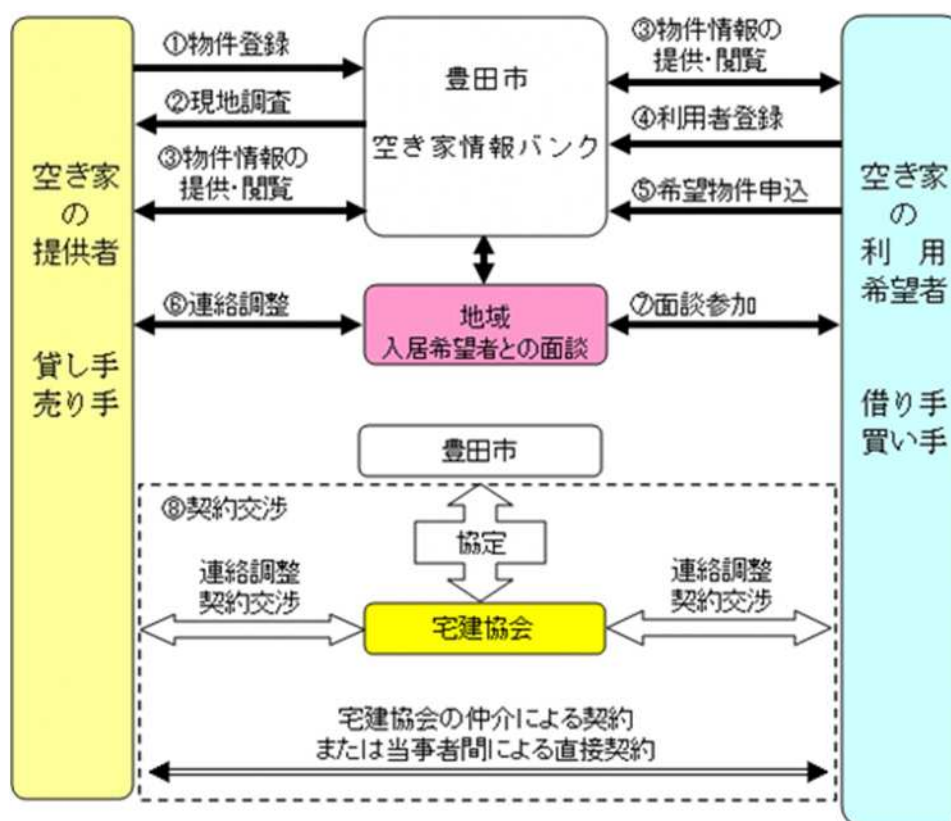 空き家
の
提供者
貸し手
売り手
①物件登録
②現地調査
③物件情報の
提供・閲覧
⑥連絡調整
豊田市
空き家情報バンク
地域
入居希望者との面談
③物件情報の
提供・閲覧
④利用者登録
⑤希望物件申込
⑦面談参加
空き家
の
利 用
希望者
借り手
買い手
豊田市
⑧契約交渉
協定
連絡調整
契約交渉
宅建協会
連絡調整
契約交渉
宅建協会の仲介による契約
または当事者間による直接契約